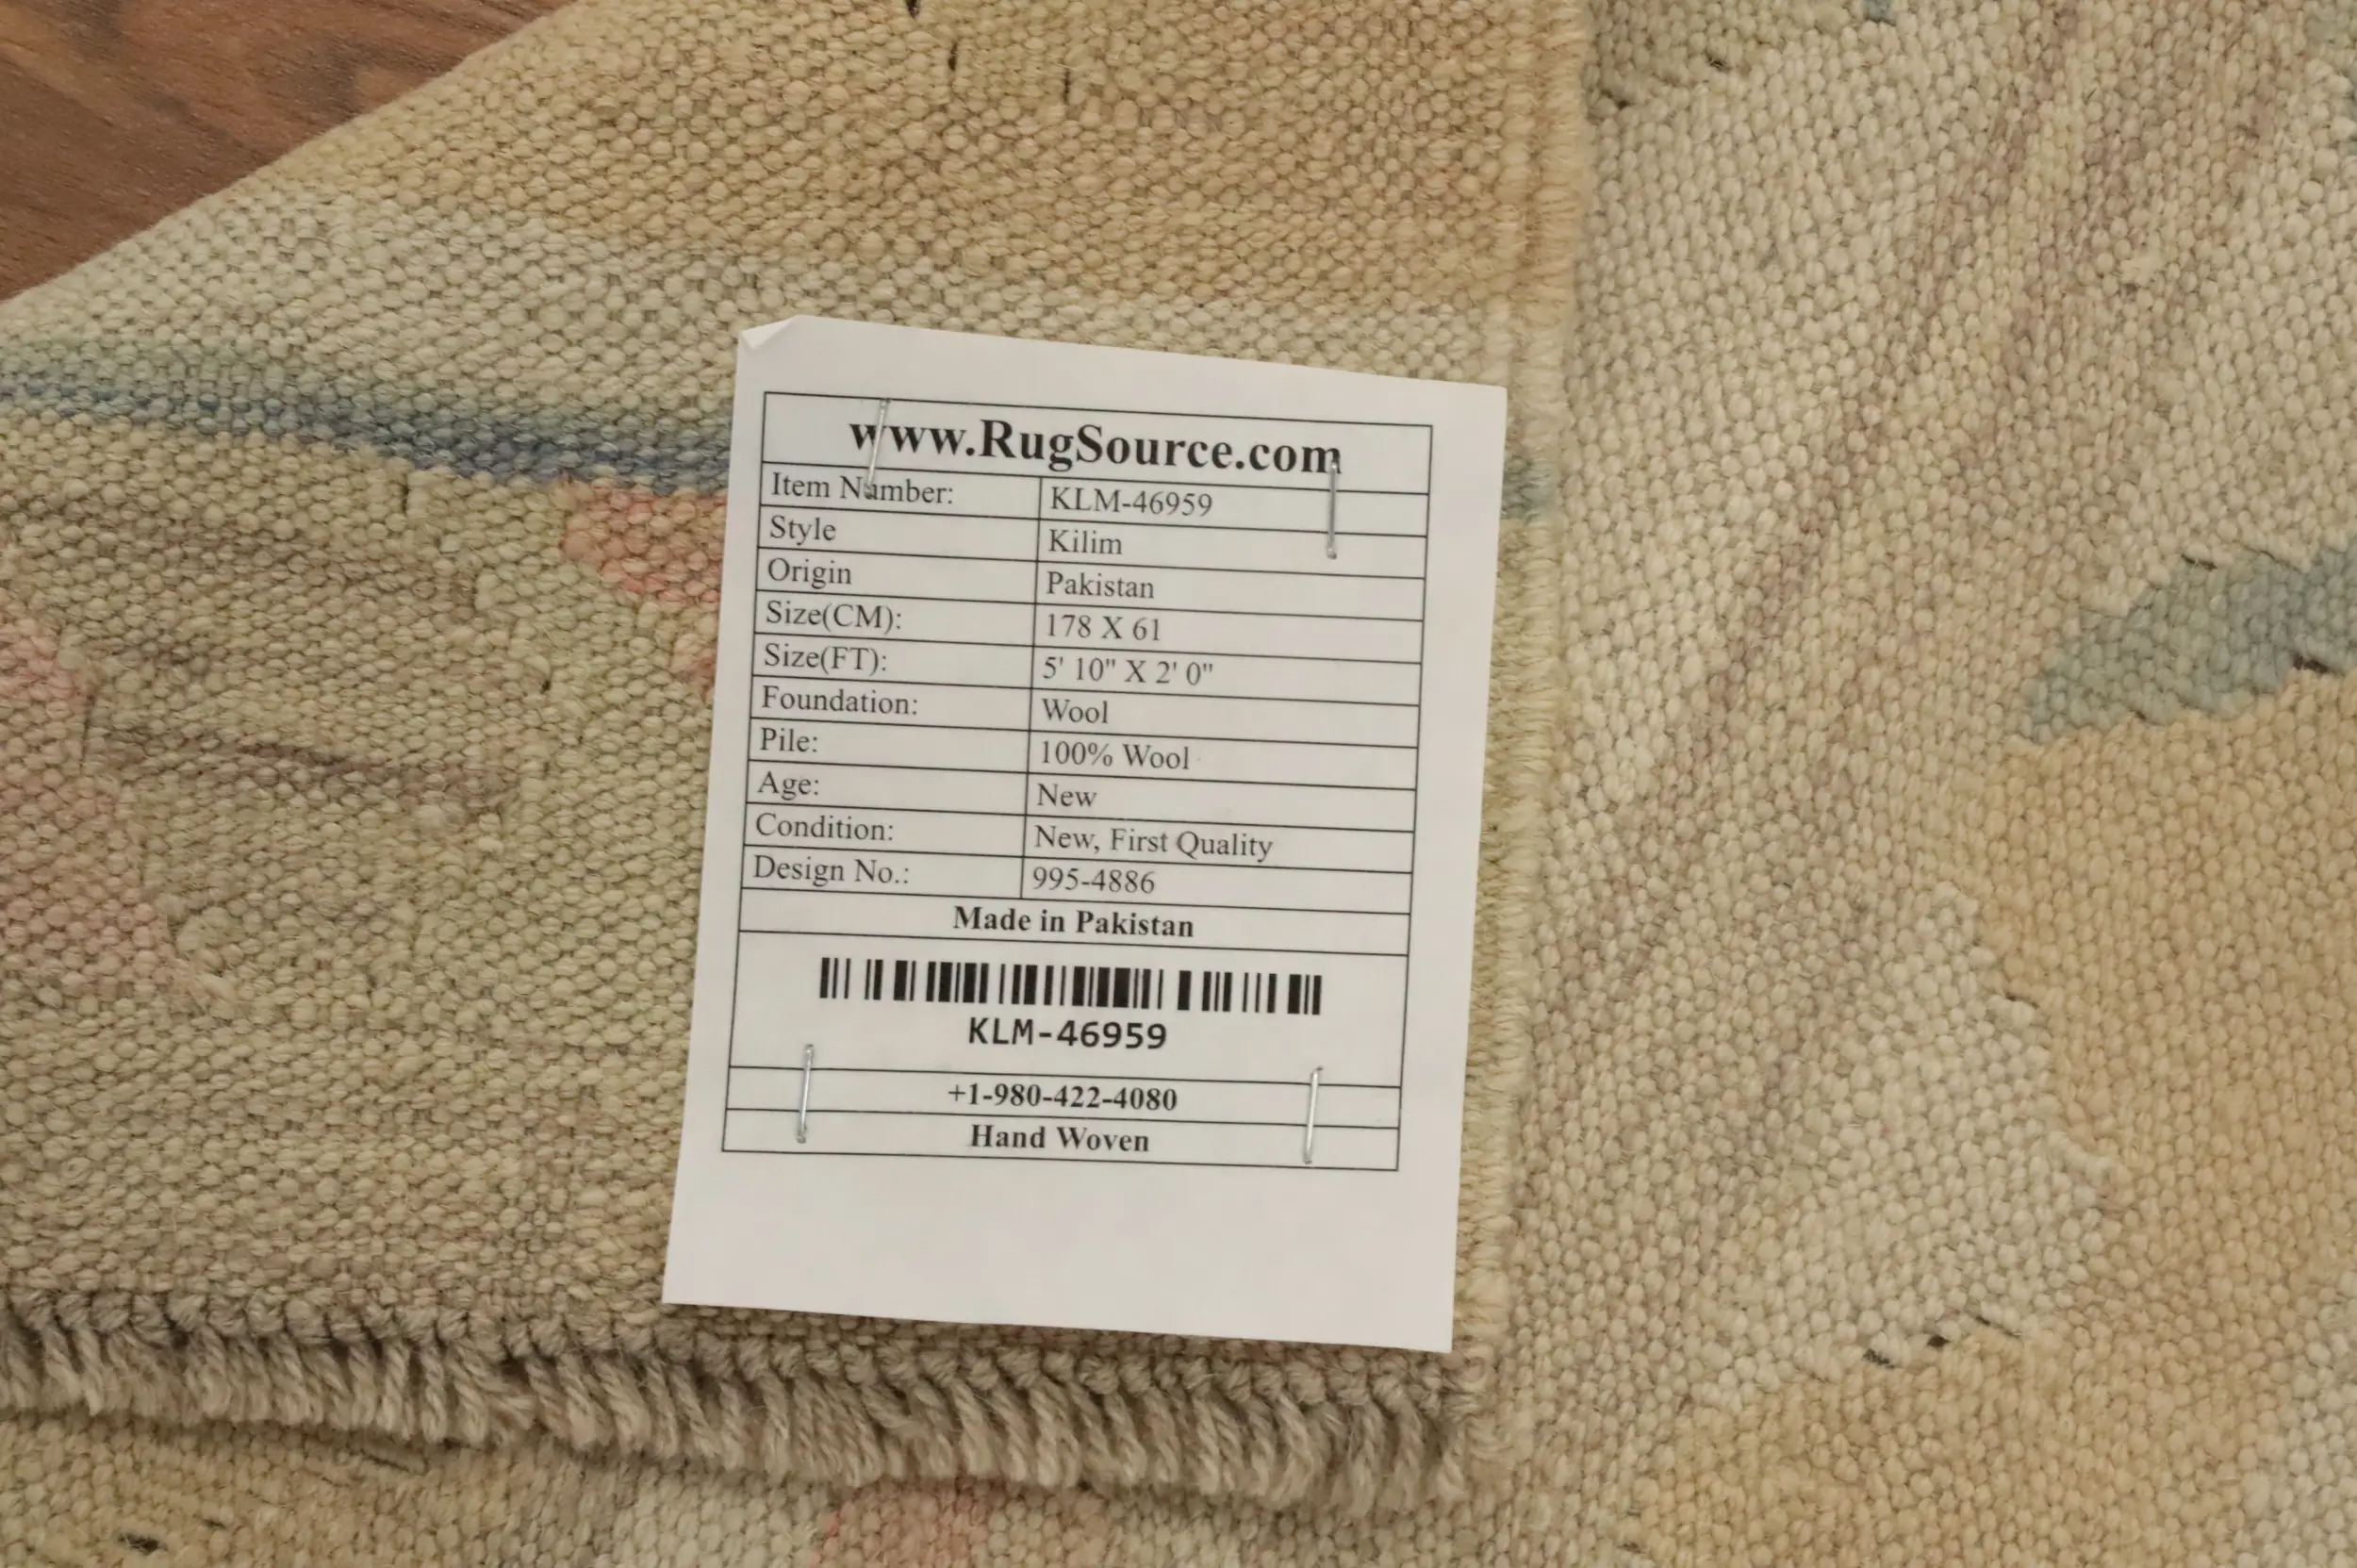 www.RugSource.com
Item Number: KLM-46959
Style Kilim
Origin Pakistan
Size(CM): 178 X 61
Size(FT): 5' 10" X 2' 0"
Foundation: Wool
Pile: 100% Wool
Age: New
Condition: New, First Quality
Design No.: 995-4886
Made in Pakistan
KLM-46959
+1-980-422-4080
Hand Woven